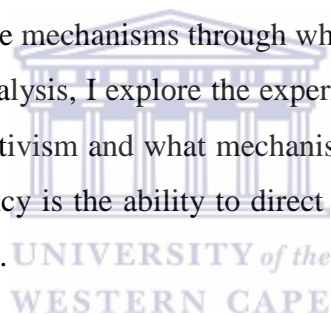 e mechanisms through wh
alysis, I explore the exper
tivism and what mechanis
cy is the ability to direct
.
UNIVERSITY of the
WESTERN CAPE